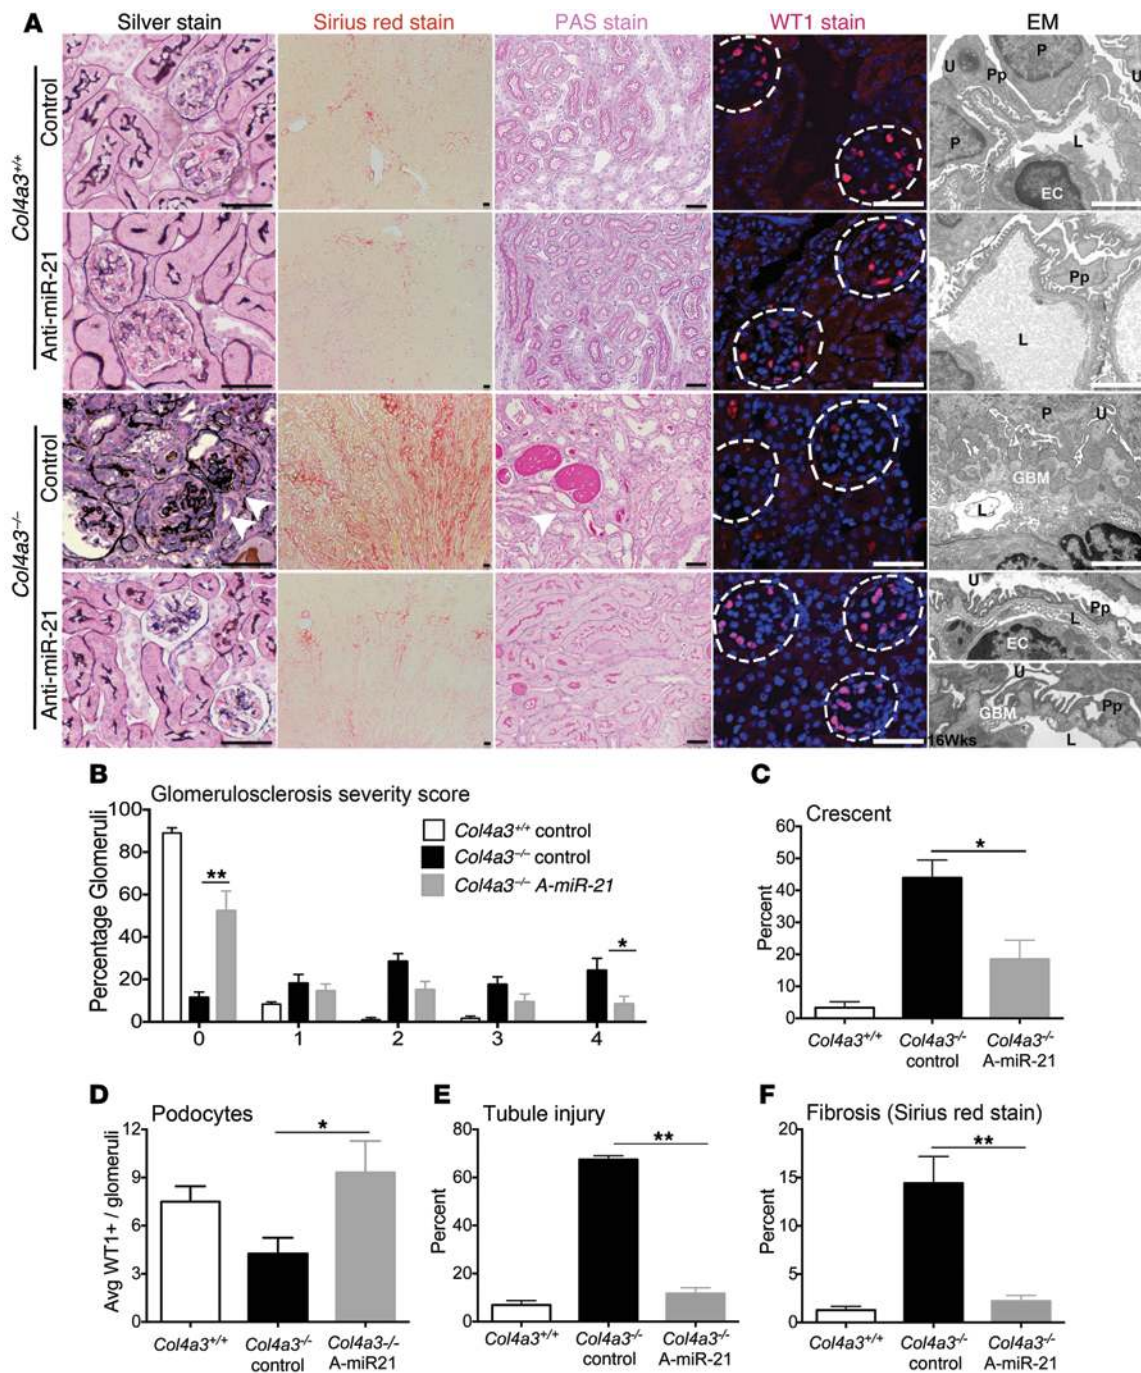 A
Silver stain
Sirius red stain
PAS stain
WT1 stain
EM
Col4a3+/+
Control
U
Pp
P
U
P
L
EC
Anti-miR-21
Pp
L
Col4a3–/–
Control
P
U
GBM
L
Anti-miR-21
U
Pp
L
EC
U
GBM
Pp
L
16Wks
B
Glomerulosclerosis severity score
Percentage Glomeruli
100
80
60
40
20
0
**
*
0 1 2 3 4
Col4a3+/+ control
Col4a3–/– control
Col4a3–/– A-miR-21
C
Crescent
Percent
60
50
40
30
20
10
0
*
Col4a3+/+
Col4a3-/-
control
Col4a3-/-
A-miR-21
D
Podocytes
Avg WT1+ / glomeruli
12
9
6
3
0
*
Col4a3+/+
Col4a3-/-
control
Col4a3-/-
A-miR21
E
Tubule injury
Percent
80
60
40
20
0
**
Col4a3+/+
Col4a3-/-
control
Col4a3-/-
A-miR-21
F
Fibrosis (Sirius red stain)
Percent
20
15
10
5
0
**
Col4a3+/+
Col4a3-/-
control
Col4a3-/-
A-miR-21